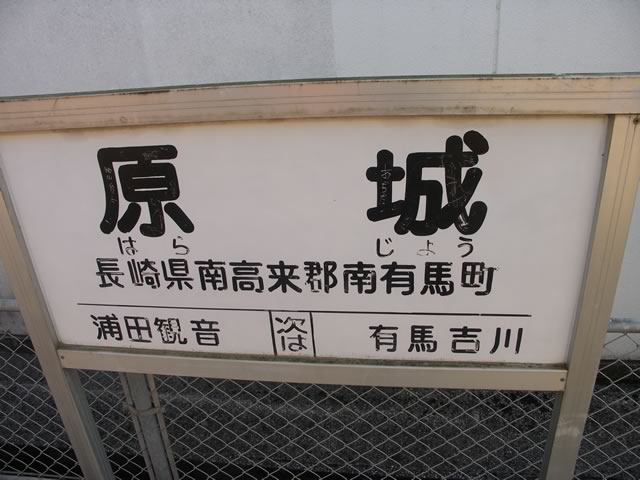 原城
はらじょう
長崎県南高来郡南有馬町
浦田観音 次は 有馬吉川